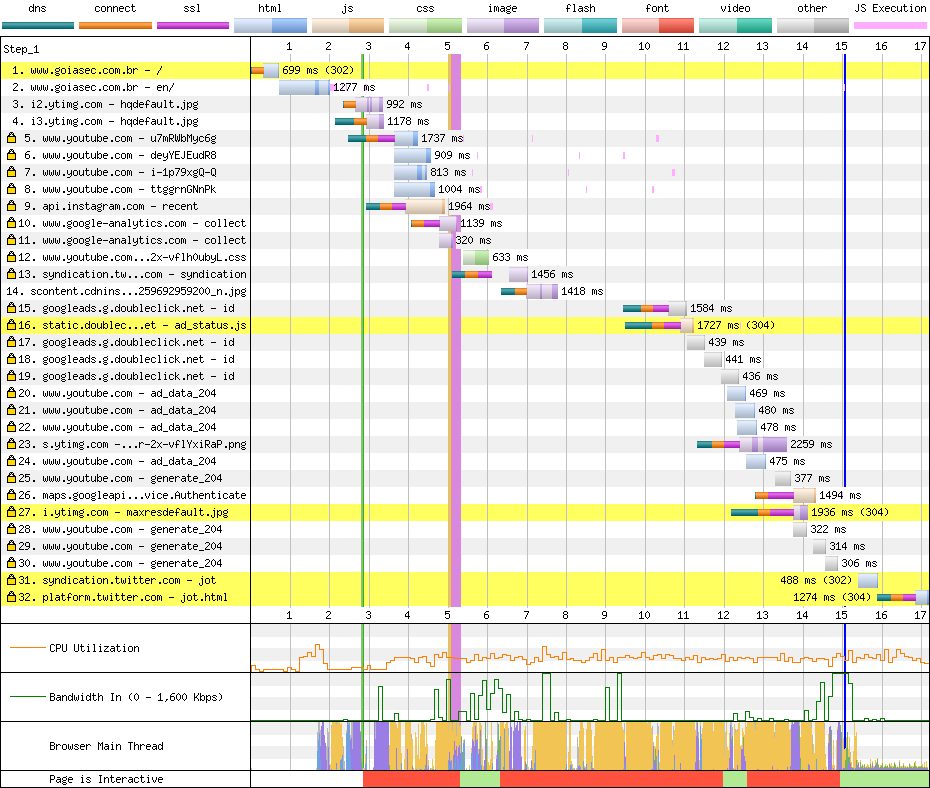 dns connect ssl html js css image flash font video other JS Execution
Step_1 1 2 3 4 5 6 7 8 9 10 11 12 13 14 15 16 17
1. www.goiasec.com.br - / 699 ms (302)
2. www.goiasec.com.br - en/ 1277 ms
3. i2.ytimg.com - hqdefault.jpg 992 ms
4. i3.ytimg.com - hqdefault.jpg 1178 ms
5. www.youtube.com - u7mRWbMyc6g 1737 ms
6. www.youtube.com - deyYEJEudR8 909 ms
7. www.youtube.com - i-1p79xgQ-Q 813 ms
8. www.youtube.com - ttggrnGNnPk 1004 ms
9. api.instagram.com - recent 1964 ms
10. www.google-analytics.com - collect 1139 ms
11. www.google-analytics.com - collect 320 ms
12. www.youtube.com...2x-vflh0ubyL.css 633 ms
13. syndication.tw...com - syndication 1456 ms
14. scontent.cdnins...259692959200_n.jpg 1418 ms
15. googleads.g.doubleclick.net - id 1584 ms
16. static.doublec...et - ad_status.js 1727 ms (304)
17. googleads.g.doubleclick.net - id 439 ms
18. googleads.g.doubleclick.net - id 441 ms
19. googleads.g.doubleclick.net - id 436 ms
20. www.youtube.com - ad_data_204 469 ms
21. www.youtube.com - ad_data_204 480 ms
22. www.youtube.com - ad_data_204 478 ms
23. s.ytimg.com -...r-2x-vflYxiRaP.png 2259 ms
24. www.youtube.com - ad_data_204 475 ms
25. www.youtube.com - generate_204 377 ms
26. maps.googleapi...vice.Authenticate 1494 ms
27. i.ytimg.com - maxresdefault.jpg 1936 ms (304)
28. www.youtube.com - generate_204 322 ms
29. www.youtube.com - generate_204 314 ms
30. www.youtube.com - generate_204 306 ms
31. syndication.twitter.com - jot 488 ms (302)
32. platform.twitter.com - jot.html 1274 ms (304)
1 2 3 4 5 6 7 8 9 10 11 12 13 14 15 16 17
CPU Utilization
Bandwidth In (0 - 1,600 Kbps)
Browser Main Thread
Page is Interactive